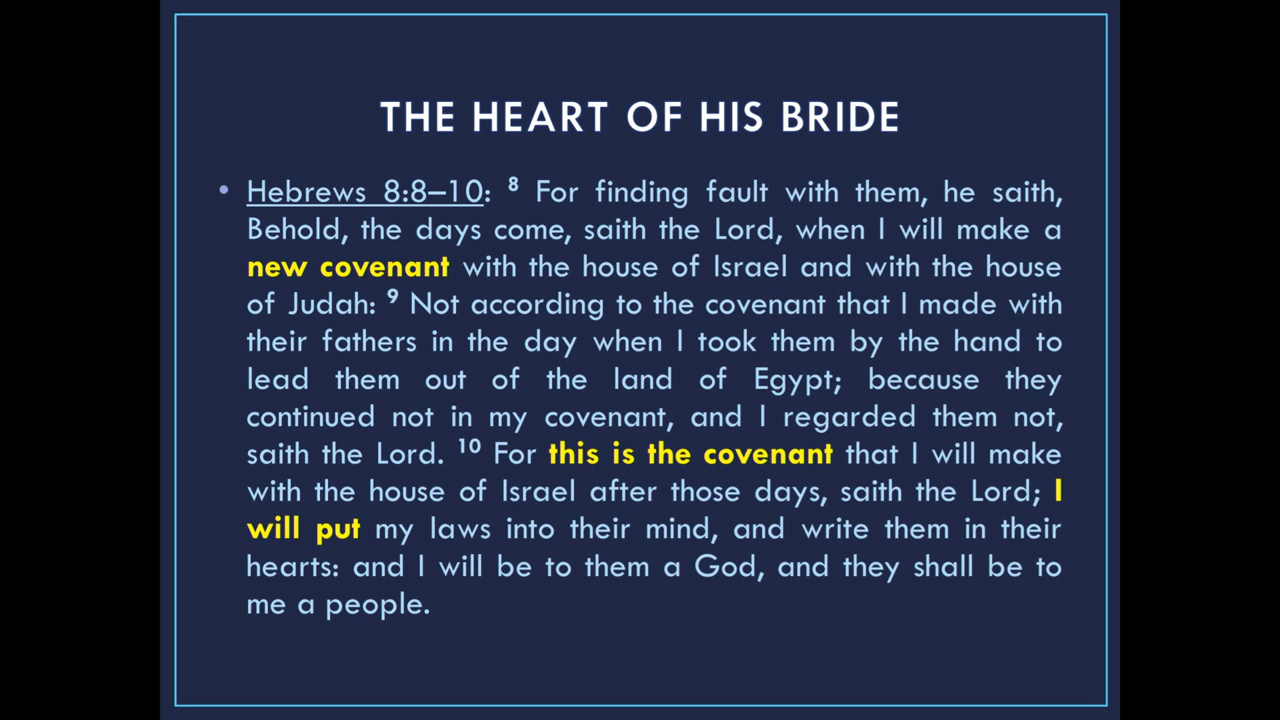 THE HEART OF HIS BRIDE
• Hebrews 8:8–10: ⁸ For finding fault with them, he saith,
Behold, the days come, saith the Lord, when I will make a
new covenant with the house of Israel and with the house
of Judah: ⁹ Not according to the covenant that I made with
their fathers in the day when I took them by the hand to
lead them out of the land of Egypt; because they
continued not in my covenant, and I regarded them not,
saith the Lord. ¹⁰ For this is the covenant that I will make
with the house of Israel after those days, saith the Lord; I
will put my laws into their mind, and write them in their
hearts: and I will be to them a God, and they shall be to
me a people.